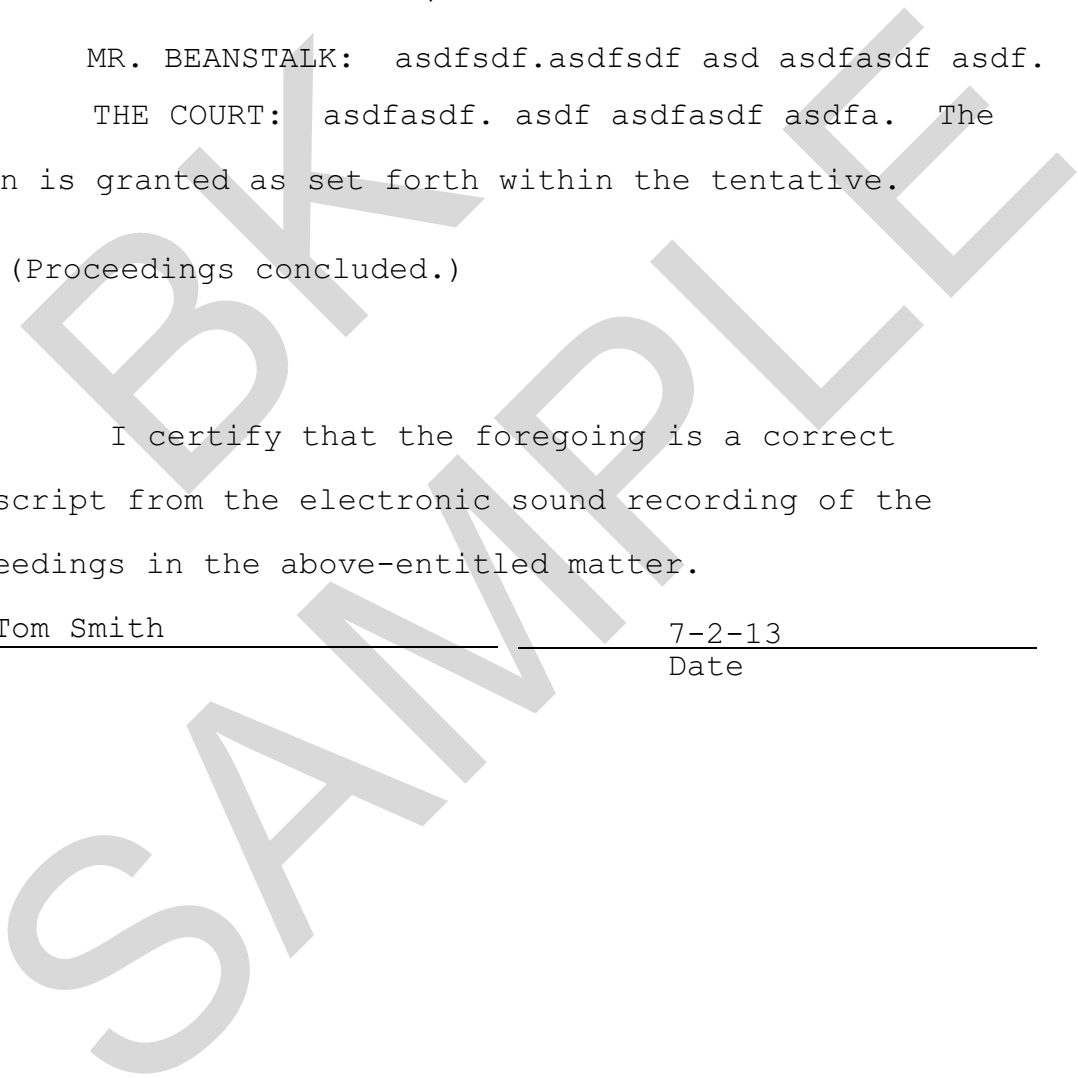 MR. BEANSTALK: asdfsdf.asdfsdf asd asdfasdf asdf.
THE COURT: asdfasdf. asdf asdfasdf asdfa. The
n is granted as set forth within the tentative.
(Proceedings concluded.)
I certify that the foregoing is a correct
script from the electronic sound recording of the
eedings in the above-entitled matter.
Tom Smith 7-2-13
Date
BK
SAMPLE